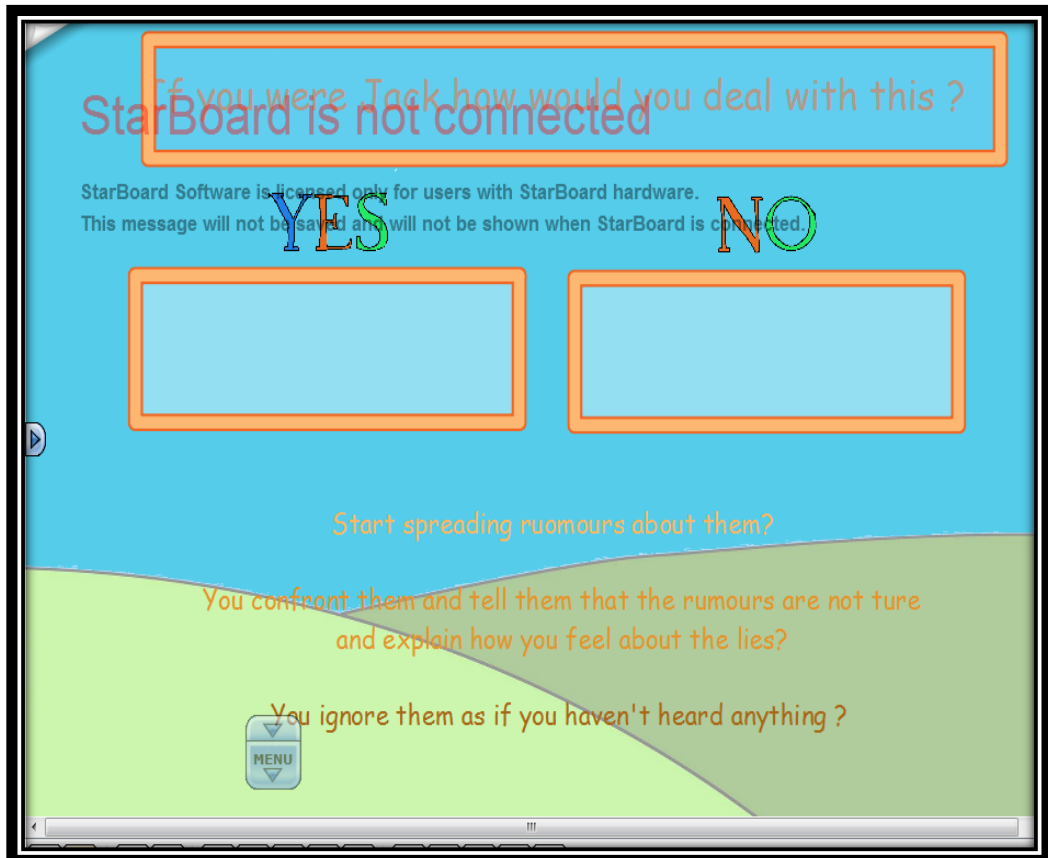 If you were Jack how would you deal with this ?
StarBoard is not connected
StarBoard Software is licensed only for users with StarBoard hardware.
This message will not be saved and will not be shown when StarBoard is connected.
YES NO
Start spreading ruomours about them?
You confront them and tell them that the rumours are not ture
and explain how you feel about the lies?
You ignore them as if you haven't heard anything ?
MENU